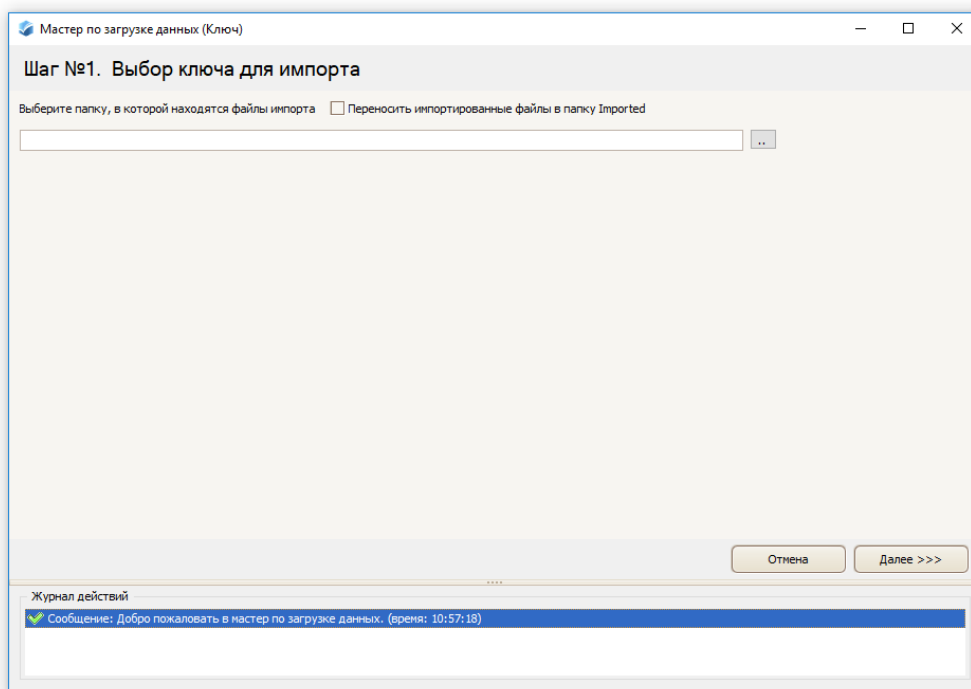 Мастер по загрузке данных (Ключ)
Шаг №1. Выбор ключа для импорта
Выберите папку, в которой находятся файлы импорта Переносить импортированные файлы в папку Imported
..
Отмена Далее >>>
Журнал действий
Сообщение: Добро пожаловать в мастер по загрузке данных. (время: 10:57:18)